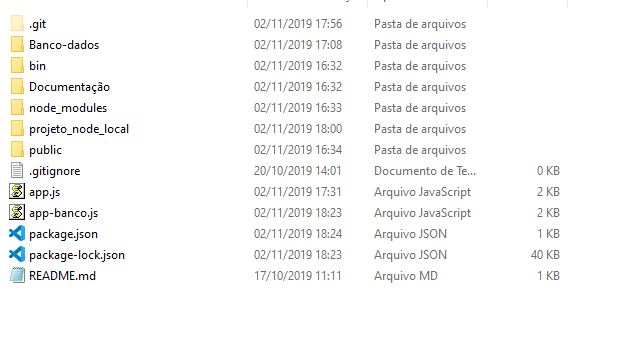 .git 02/11/2019 17:56 Pasta de arquivos
Banco-dados 02/11/2019 17:08 Pasta de arquivos
bin 02/11/2019 16:32 Pasta de arquivos
Documentação 02/11/2019 16:32 Pasta de arquivos
node_modules 02/11/2019 16:33 Pasta de arquivos
projeto_node_local 02/11/2019 18:00 Pasta de arquivos
public 02/11/2019 16:34 Pasta de arquivos
.gitignore 20/10/2019 14:01 Documento de Te... 0 KB
app.js 02/11/2019 17:31 Arquivo JavaScript 2 KB
app-banco.js 02/11/2019 18:23 Arquivo JavaScript 2 KB
package.json 02/11/2019 18:24 Arquivo JSON 1 KB
package-lock.json 02/11/2019 18:23 Arquivo JSON 40 KB
README.md 17/10/2019 11:11 Arquivo MD 1 KB